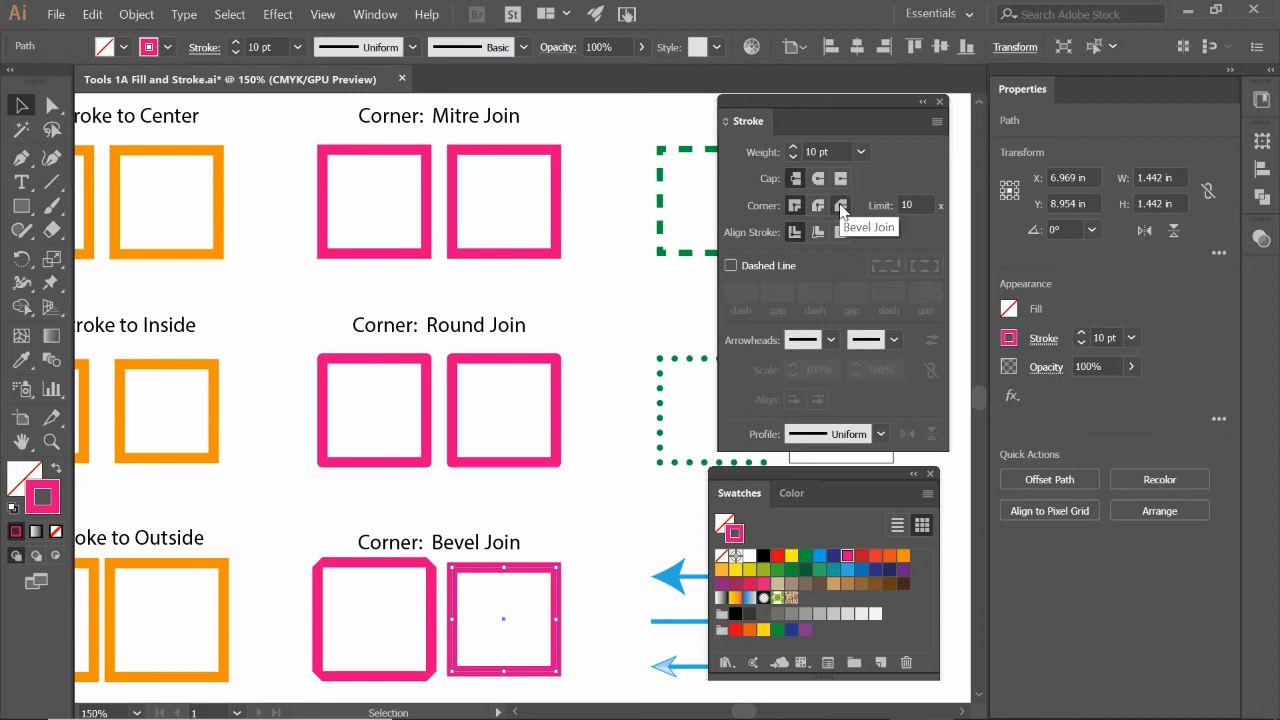 Ai File Edit Object Type Select Effect View Window Help Br St Essentials Search Adobe Stock
Path Stroke: 10 pt Uniform Basic Opacity: 100% Style: Transform
Tools 1A Fill and Stroke.ai* @ 150% (CMYK/GPU Preview)
roke to Center
Corner: Mitre Join
roke to Inside
Corner: Round Join
oke to Outside
Corner: Bevel Join
Stroke
Weight: 10 pt
Cap:
Corner: Limit: 10 x
Bevel Join
Align Stroke:
Dashed Line
dash gap dash gap dash gap
Arrowheads:
Scale: 100% 100%
Align:
Profile: Uniform
Swatches Color
Properties
Path
Transform
X: 6.969 in W: 1.442 in
Y: 8.954 in H: 1.442 in
0°
Appearance
Fill
Stroke 10 pt
Opacity 100%
fx
Quick Actions
Offset Path Recolor
Align to Pixel Grid Arrange
150% 1 Selection